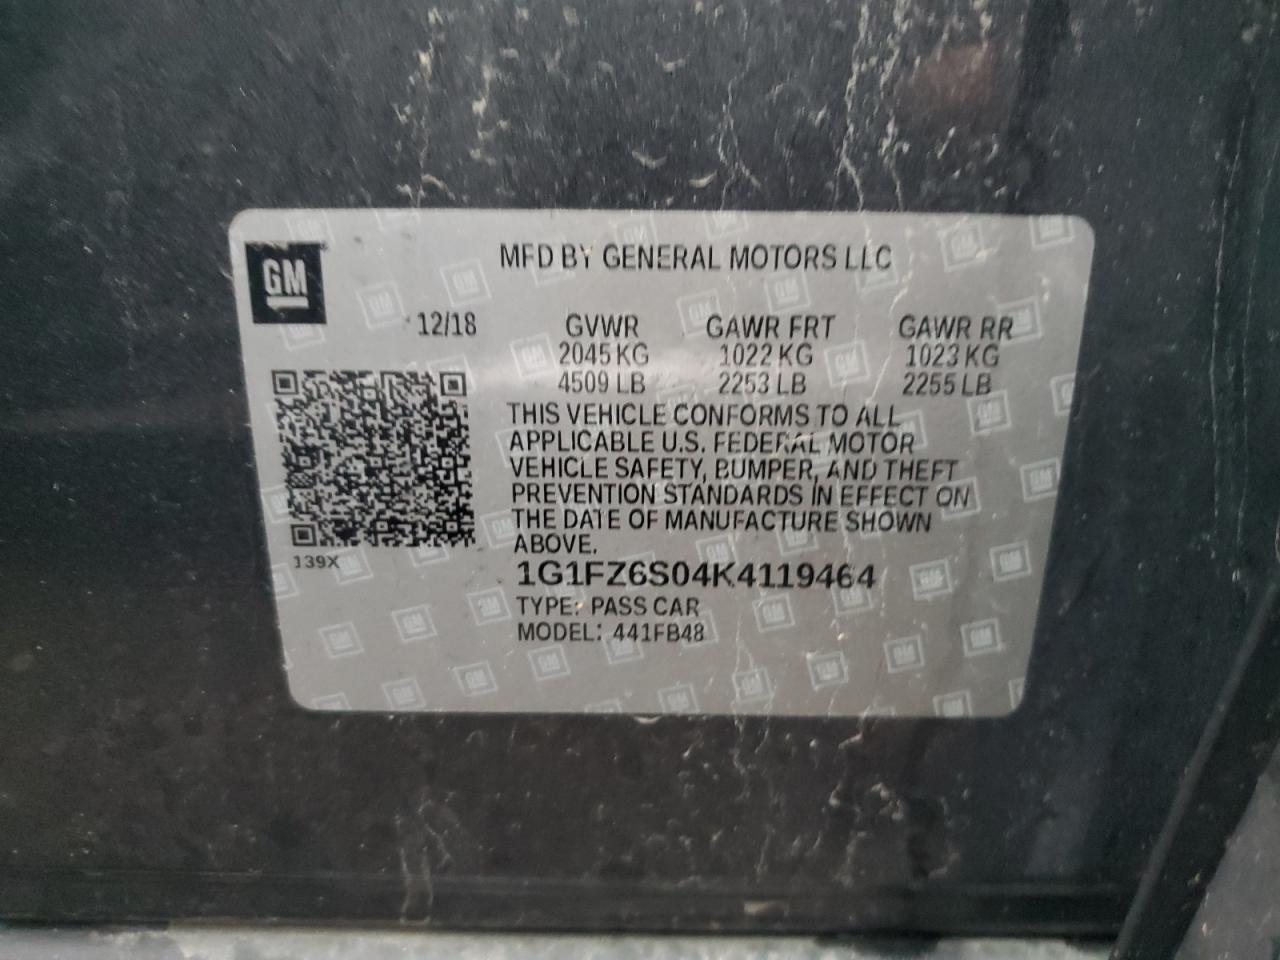 GM
MFD BY GENERAL MOTORS LLC
12/18 GVWR GAWR FRT GAWR RR
2045 KG 1022 KG 1023 KG
4509 LB 2253 LB 2255 LB
THIS VEHICLE CONFORMS TO ALL
APPLICABLE U.S. FEDERAL MOTOR
VEHICLE SAFETY, BUMPER, AND THEFT
PREVENTION STANDARDS IN EFFECT ON
THE DATE OF MANUFACTURE SHOWN
ABOVE.
139X
1G1FZ6S04K4119464
TYPE: PASS CAR
MODEL: 441FB48